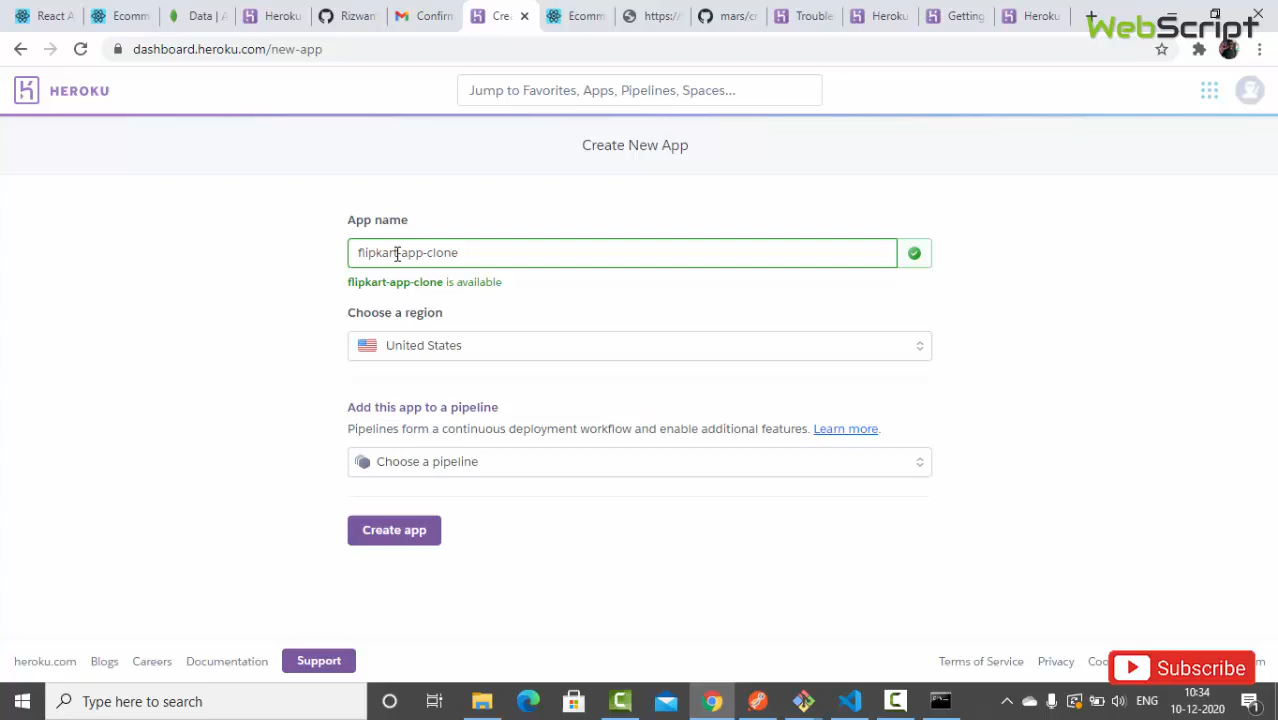 React A
Ecomm
Data | A
Heroku
Rizwan
Confirm
Cre
Ecomm
https:/
mars/cr
Trouble
Heroku
Getting
Heroku
WebScript
dashboard.heroku.com/new-app
HEROKU
Jump to Favorites, Apps, Pipelines, Spaces...
Create New App
App name
flipkart-app-clone
flipkart-app-clone is available
Choose a region
United States
Add this app to a pipeline
Pipelines form a continuous deployment workflow and enable additional features. Learn more.
Choose a pipeline
Create app
heroku.com Blogs Careers Documentation Support Terms of Service Privacy Coo
Subscribe
Type here to search
ENG
10:34
10-12-2020
1